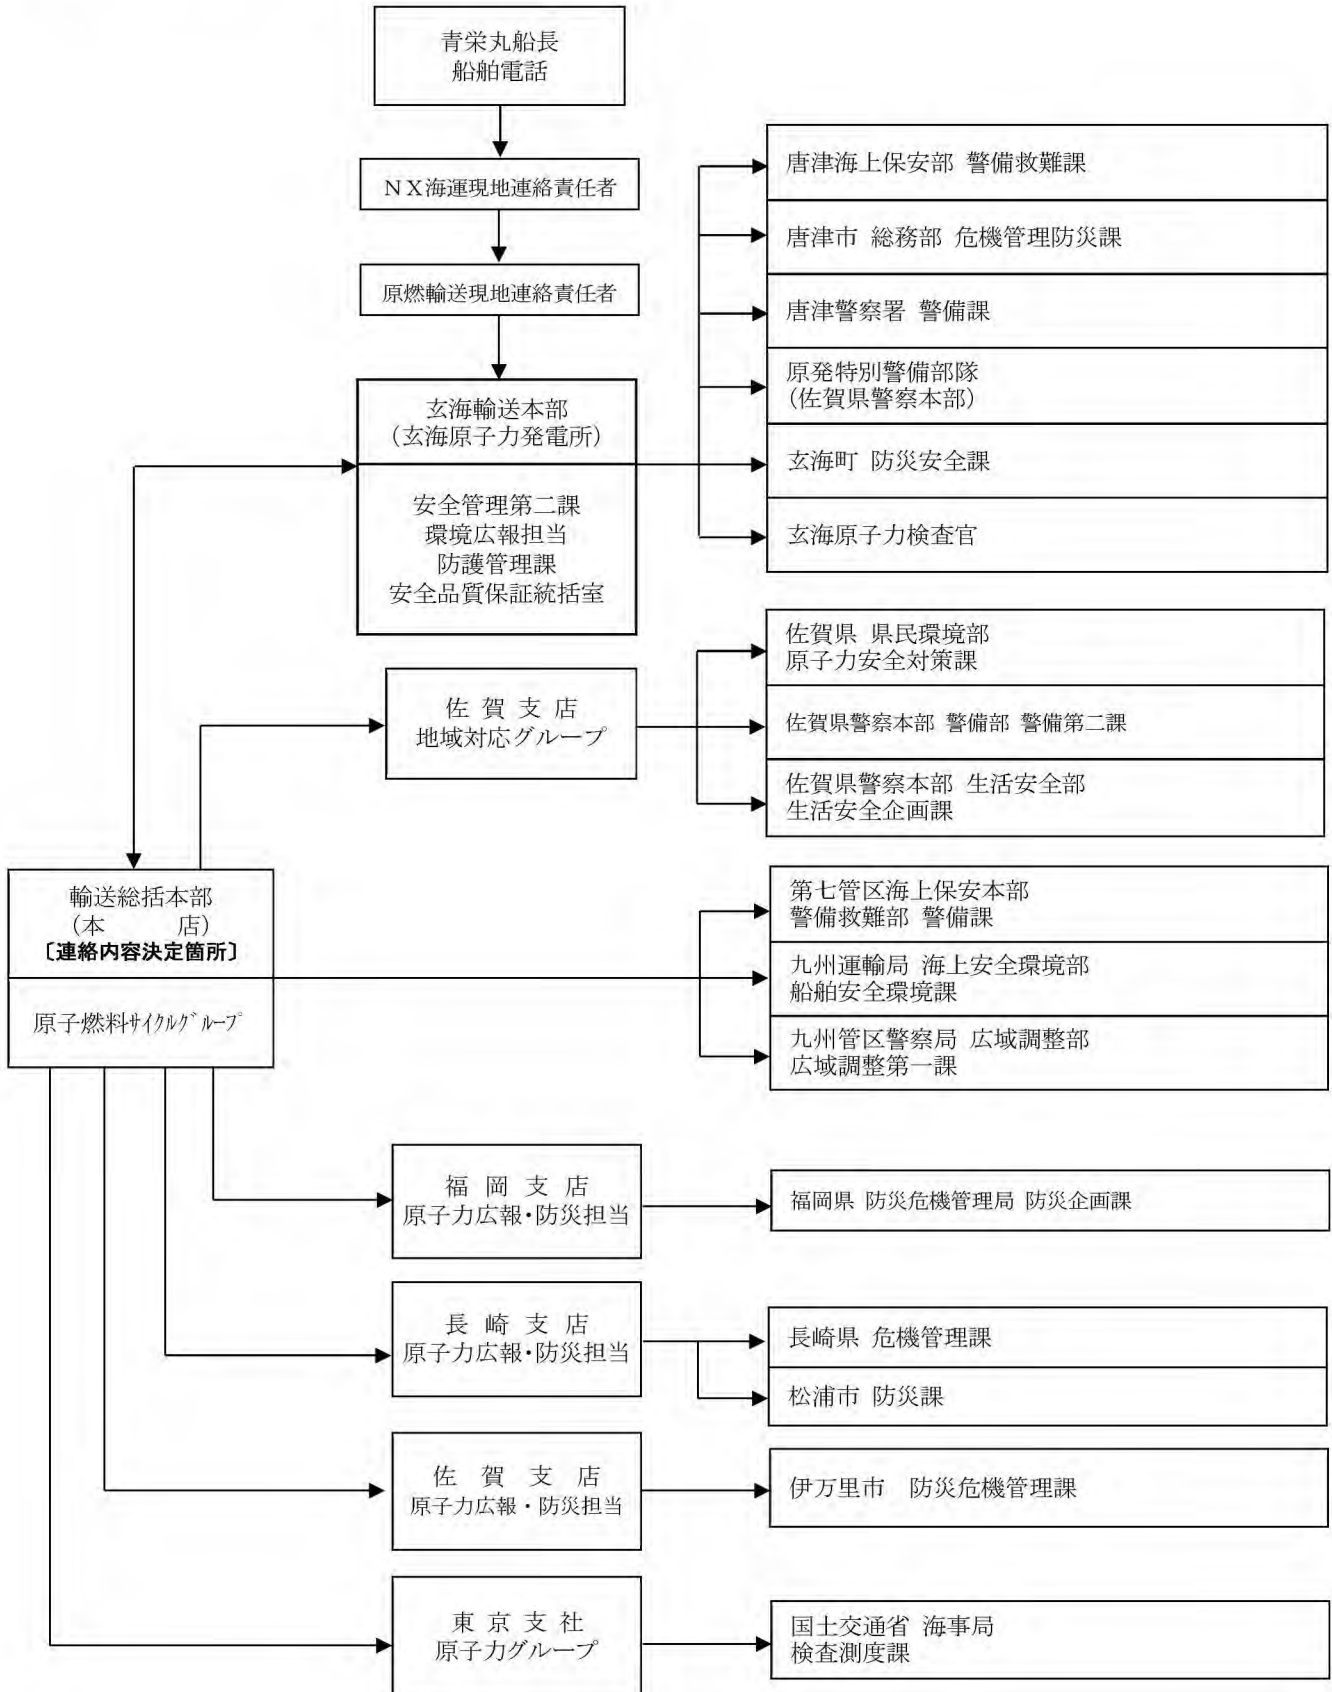 青栄丸船長
船舶電話
ＮＸ海運現地連絡責任者
原燃輸送現地連絡責任者
玄海輸送本部
（玄海原子力発電所）
安全管理第二課
環境広報担当
防護管理課
安全品質保証統括室
唐津海上保安部 警備救難課
唐津市 総務部 危機管理防災課
唐津警察署 警備課
原発特別警備部隊
（佐賀県警察本部）
玄海町 防災安全課
玄海原子力検査官
佐 賀 支 店
地域対応グループ
佐賀県 県民環境部
原子力安全対策課
佐賀県警察本部 警備部 警備第二課
佐賀県警察本部 生活安全部
生活安全企画課
輸送総括本部
（本 店）
〔連絡内容決定箇所〕
原子燃料ｻｲｸﾙｸﾞﾙｰﾌﾟ
第七管区海上保安本部
警備救難部 警備課
九州運輸局 海上安全環境部
船舶安全環境課
九州管区警察局 広域調整部
広域調整第一課
福 岡 支 店
原子力広報・防災担当
福岡県 防災危機管理局 防災企画課
長 崎 支 店
原子力広報・防災担当
長崎県 危機管理課
松浦市 防災課
佐 賀 支 店
原子力広報・防災担当
伊万里市 防災危機管理課
東 京 支 社
原子力グループ
国土交通省 海事局
検査測度課